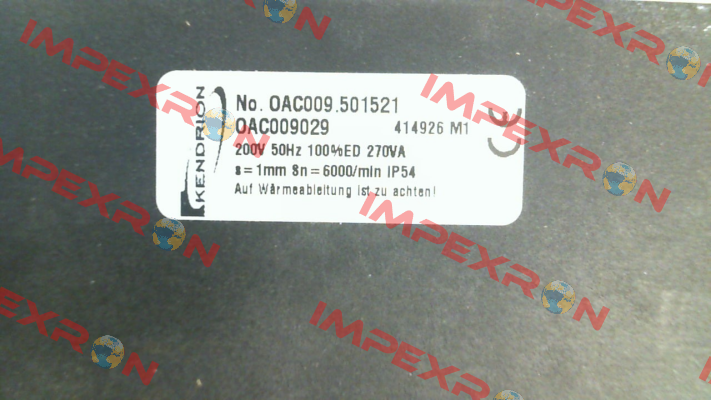 KENDRION
No. OAC009.501521
OAC009029 414926 M1
200V 50Hz 100%ED 270VA
s=1mm 8n=6000/min IP54
Auf Wärmeableitung ist zu achten!
CE
IMPEXRON
IMPEXRON
IMPEXRON
IMPEXRON
IMPEXRON
IMPEXRON
IMPEXRON